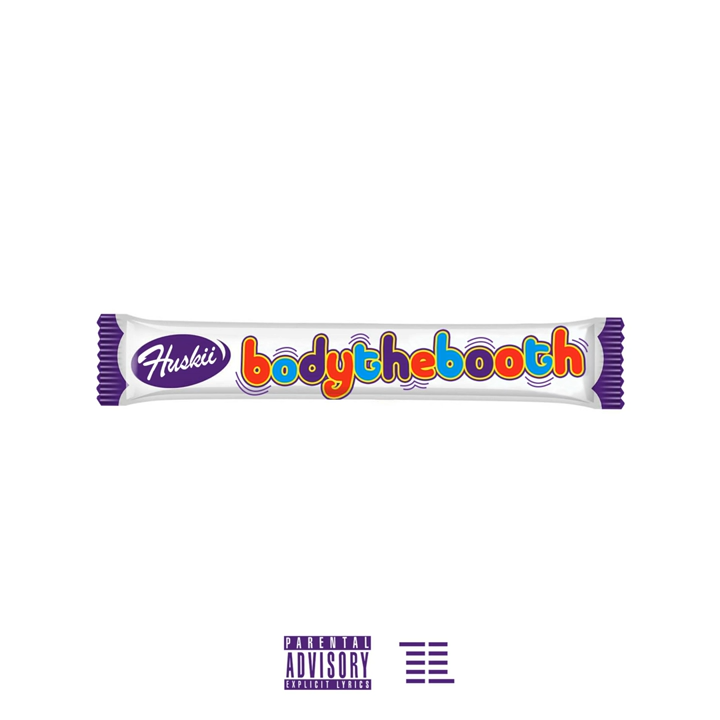 Huskii
bodythebooth
PARENTAL
ADVISORY
EXPLICIT LYRICS